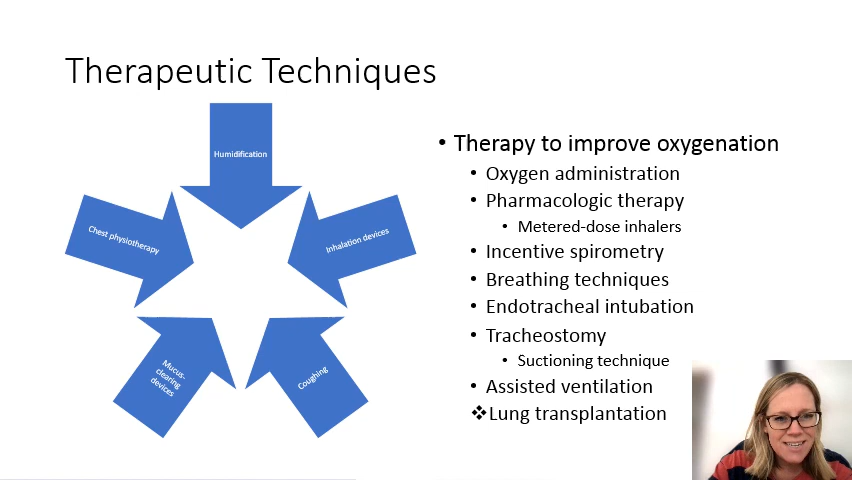 Therapeutic Techniques
Humidification
Inhalation devices
Coughing
Mucus-
clearing
devices
Chest physiotherapy
• Therapy to improve oxygenation
• Oxygen administration
• Pharmacologic therapy
• Metered-dose inhalers
• Incentive spirometry
• Breathing techniques
• Endotracheal intubation
• Tracheostomy
• Suctioning technique
• Assisted ventilation
❖Lung transplantation